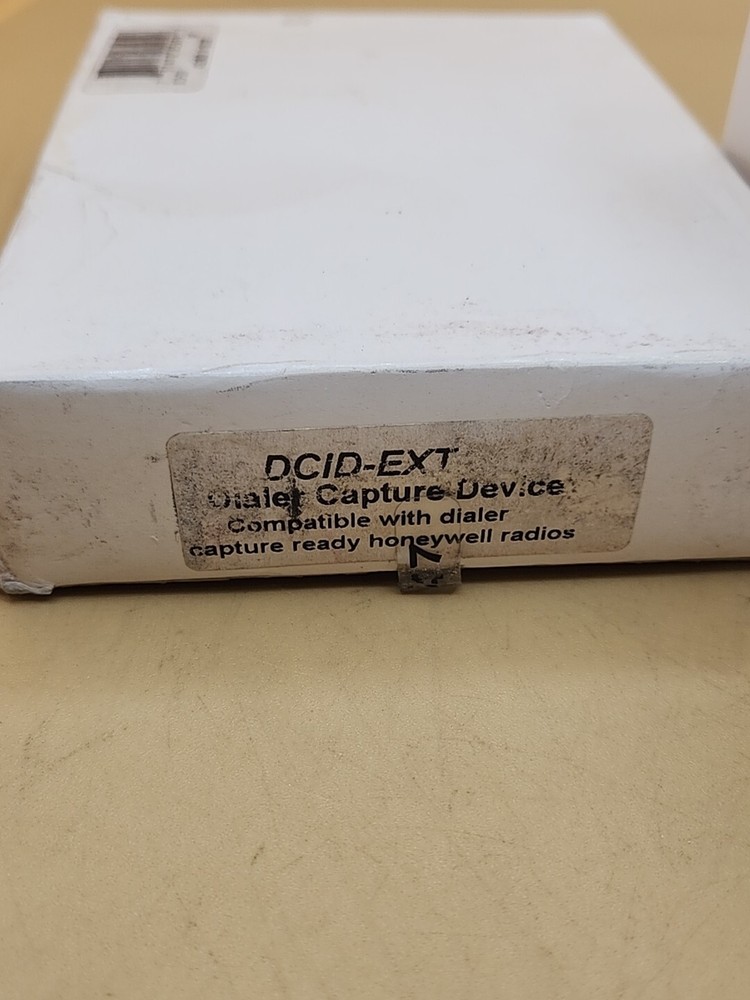 DCID-EXT
Dialer Capture Device
Compatible with dialer
capture ready honeywell radios